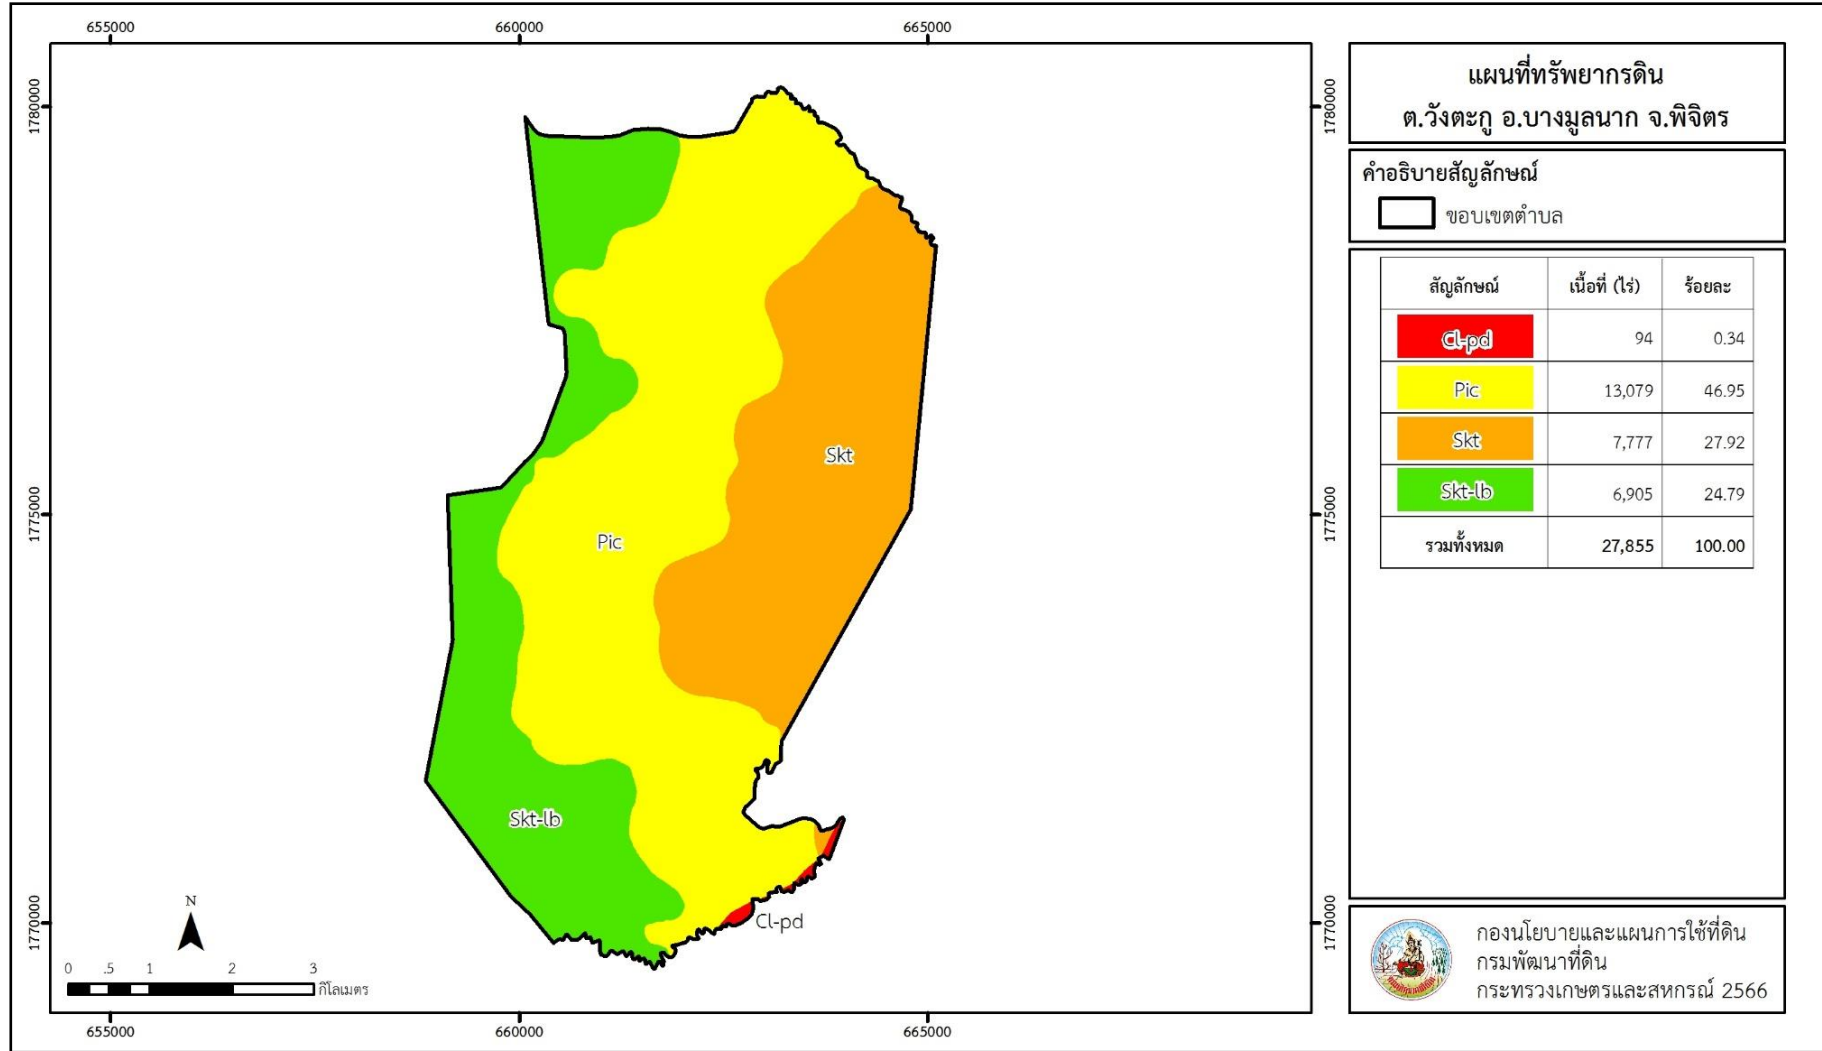 655000 660000 665000
1780000 1780000
1775000 1775000
1770000 1770000
655000 660000 665000
Skt
Pic
Skt-lb
Cl-pd
N
0 .5 1 2 3
กิโลเมตร
แผนที่ทรัพยากรดิน
ต.วังตะกู อ.บางมูลนาก จ.พิจิตร
คำอธิบายสัญลักษณ์
ขอบเขตตำบล
สัญลักษณ์ เนื้อที่ (ไร่) ร้อยละ
Cl-pd 94 0.34
Pic 13,079 46.95
Skt 7,777 27.92
Skt-lb 6,905 24.79
รวมทั้งหมด 27,855 100.00
กองนโยบายและแผนการใช้ที่ดิน
กรมพัฒนาที่ดิน
กระทรวงเกษตรและสหกรณ์ 2566